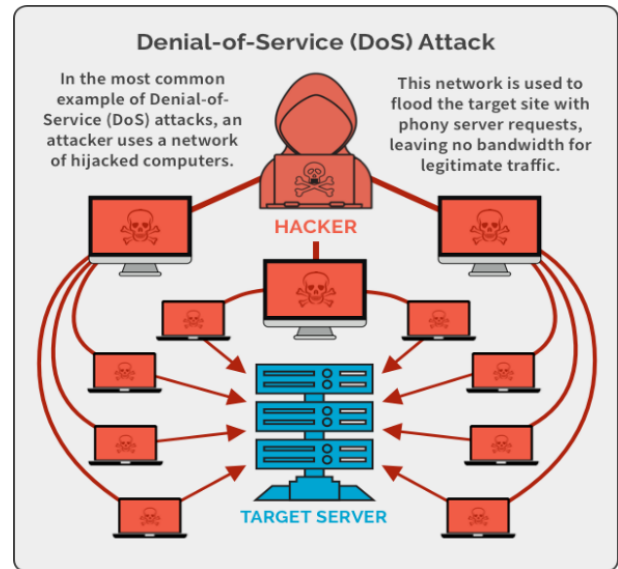 Denial-of-Service (DoS) Attack
In the most common
example of Denial-of-
Service (DoS) attacks, an
attacker uses a network
of hijacked computers.
This network is used to
flood the target site with
phony server requests,
leaving no bandwidth for
legitimate traffic.
HACKER
TARGET SERVER